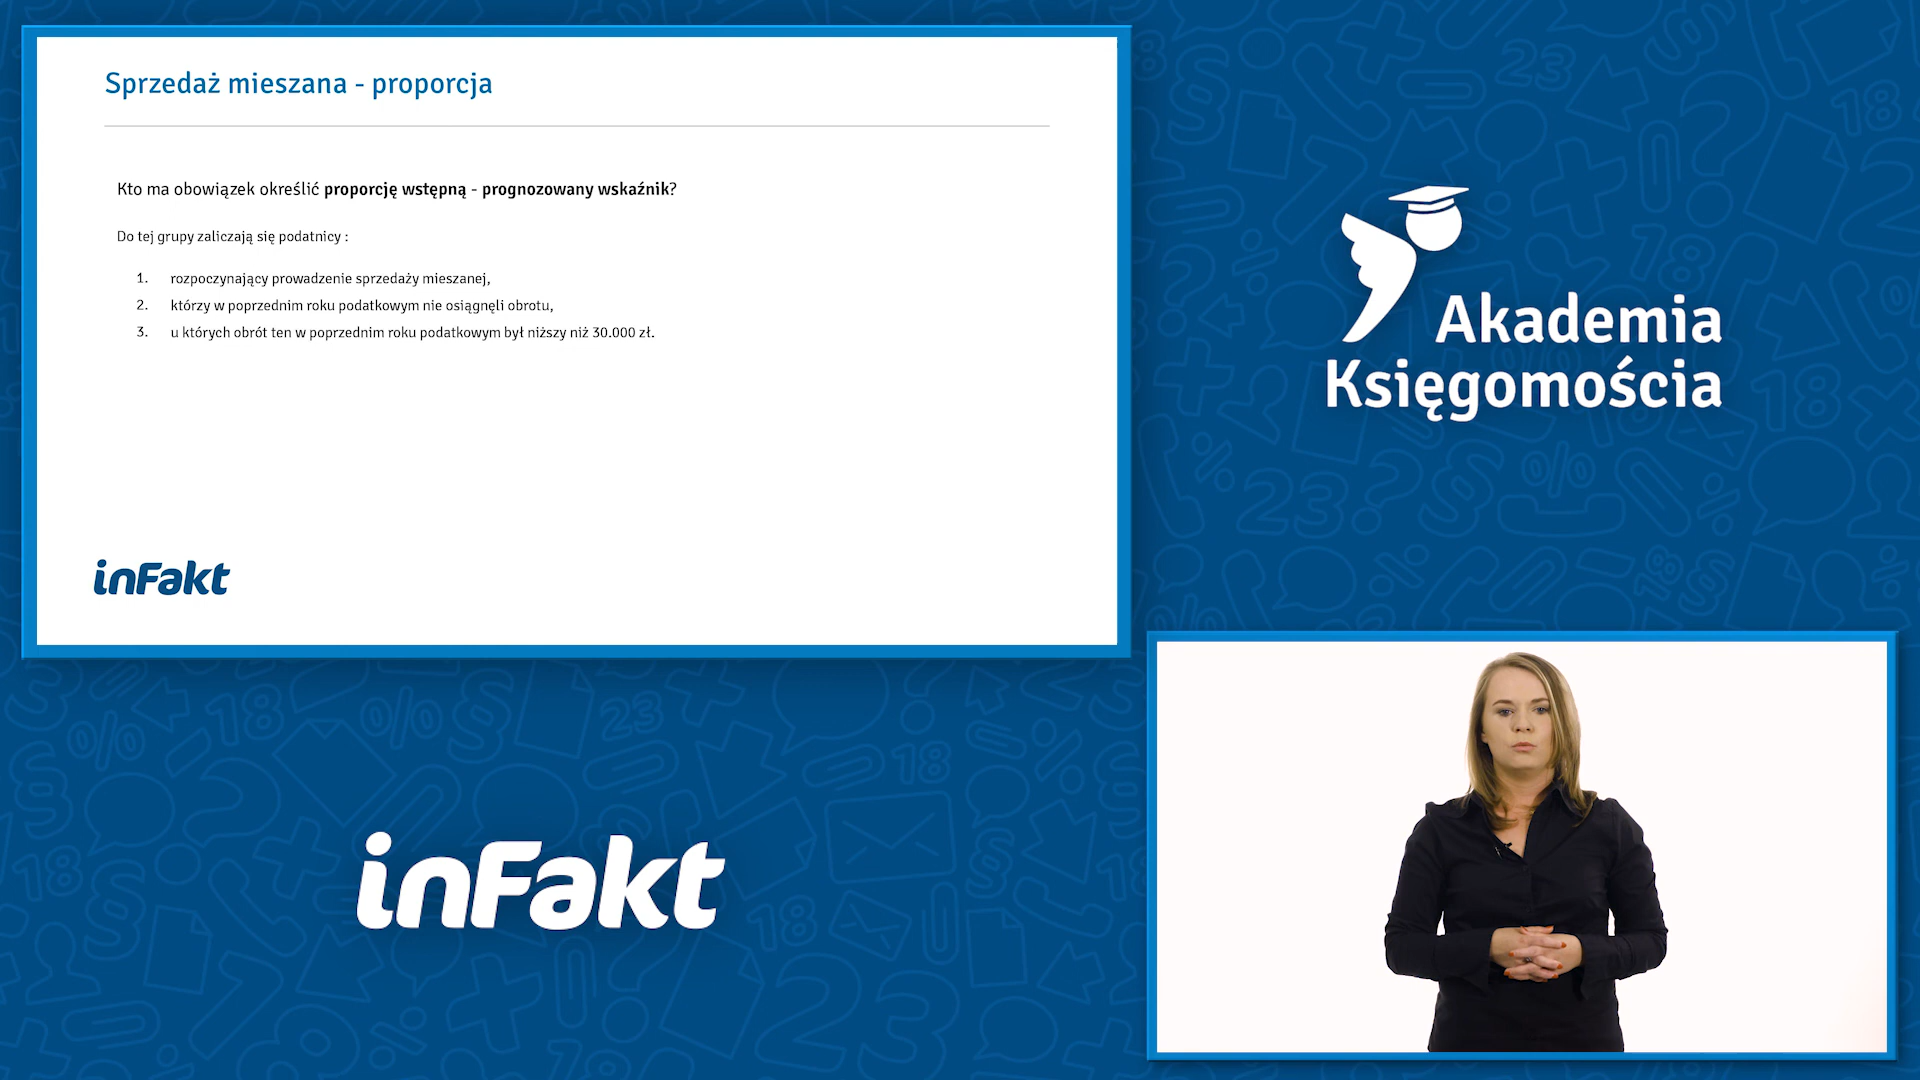 Sprzedaż mieszana - proporcja
Kto ma obowiązek określić proporcję wstępną - prognozowany wskaźnik?
Do tej grupy zaliczają się podatnicy :
1. rozpoczynający prowadzenie sprzedaży mieszanej,
2. którzy w poprzednim roku podatkowym nie osiągnęli obrotu,
3. u których obrót ten w poprzednim roku podatkowym był niższy niż 30.000 zł.
inFakt
Akademia
Księgomościa
inFakt